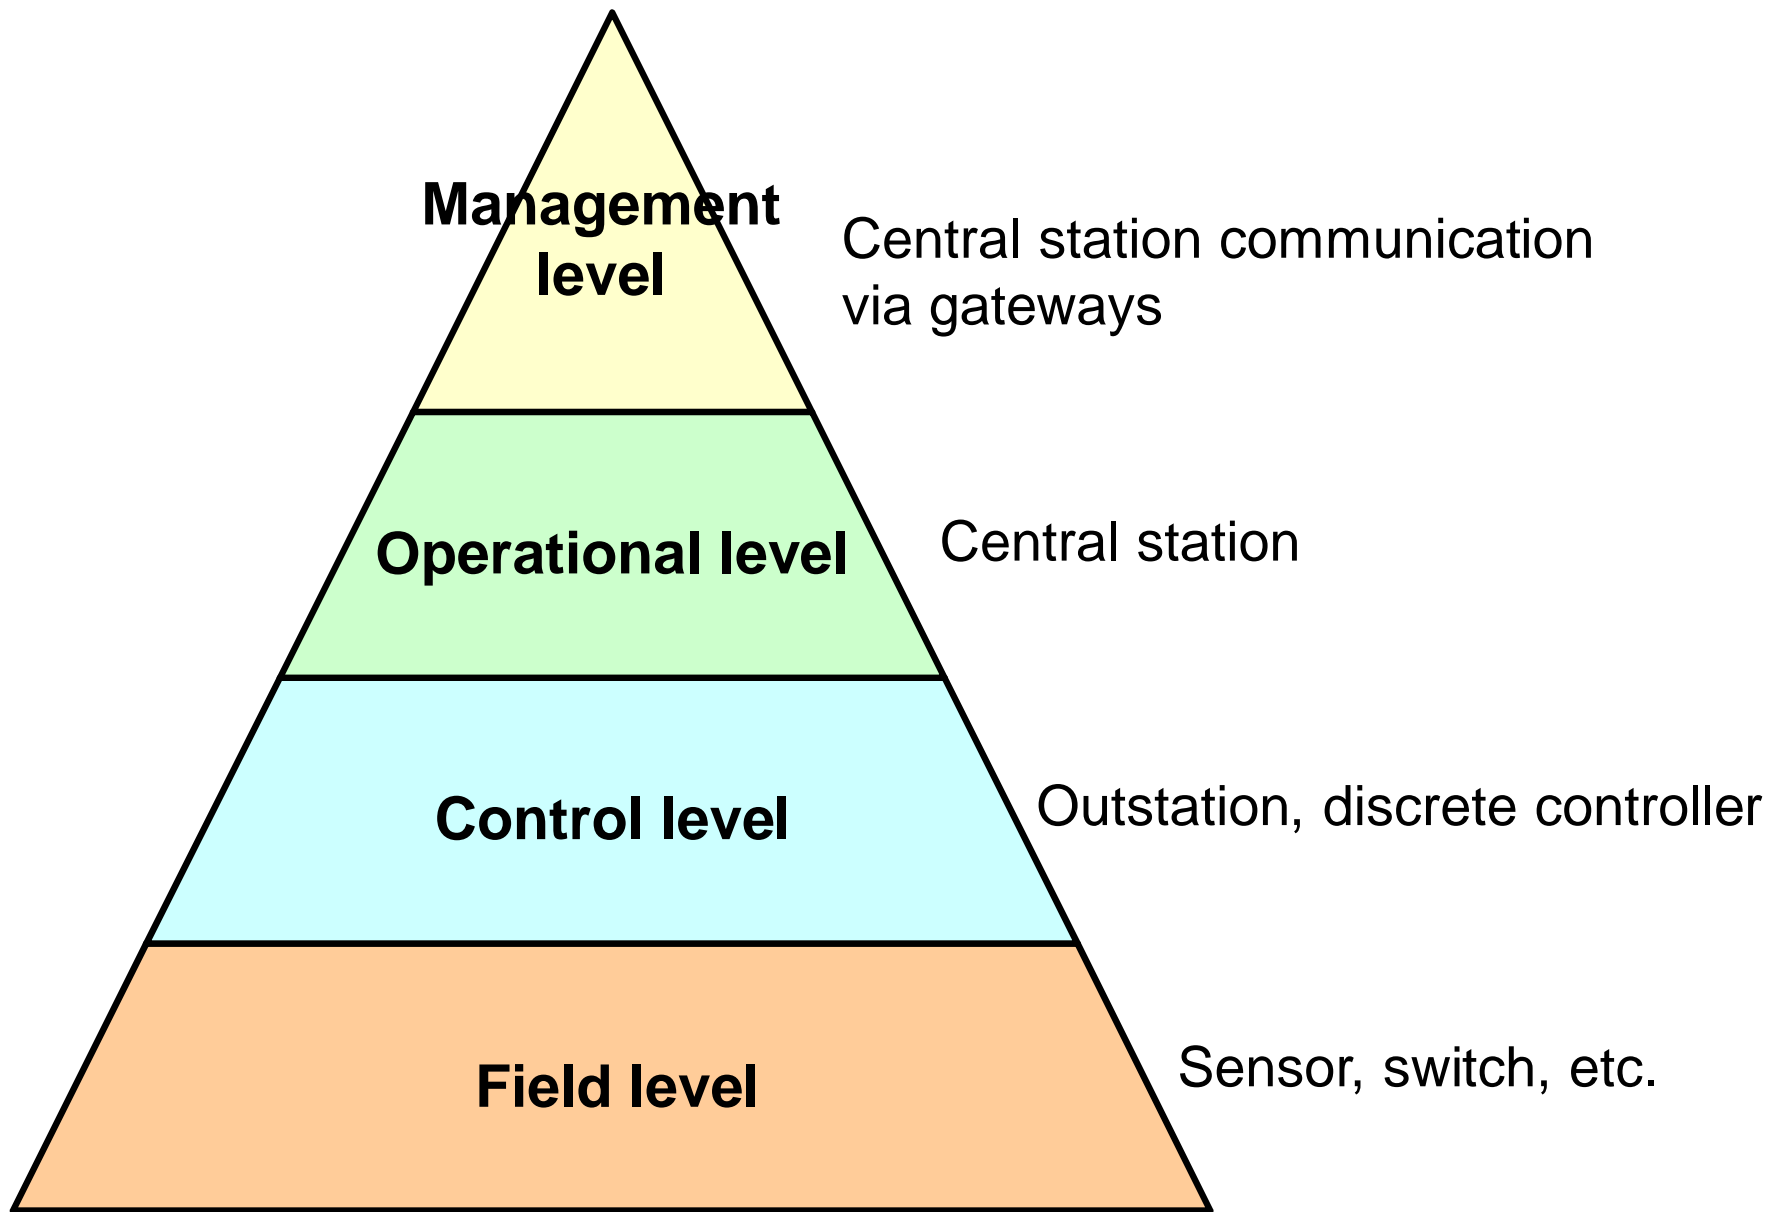 Management
level
Central station communication
via gateways
Operational level
Central station
Control level
Outstation, discrete controller
Field level
Sensor, switch, etc.